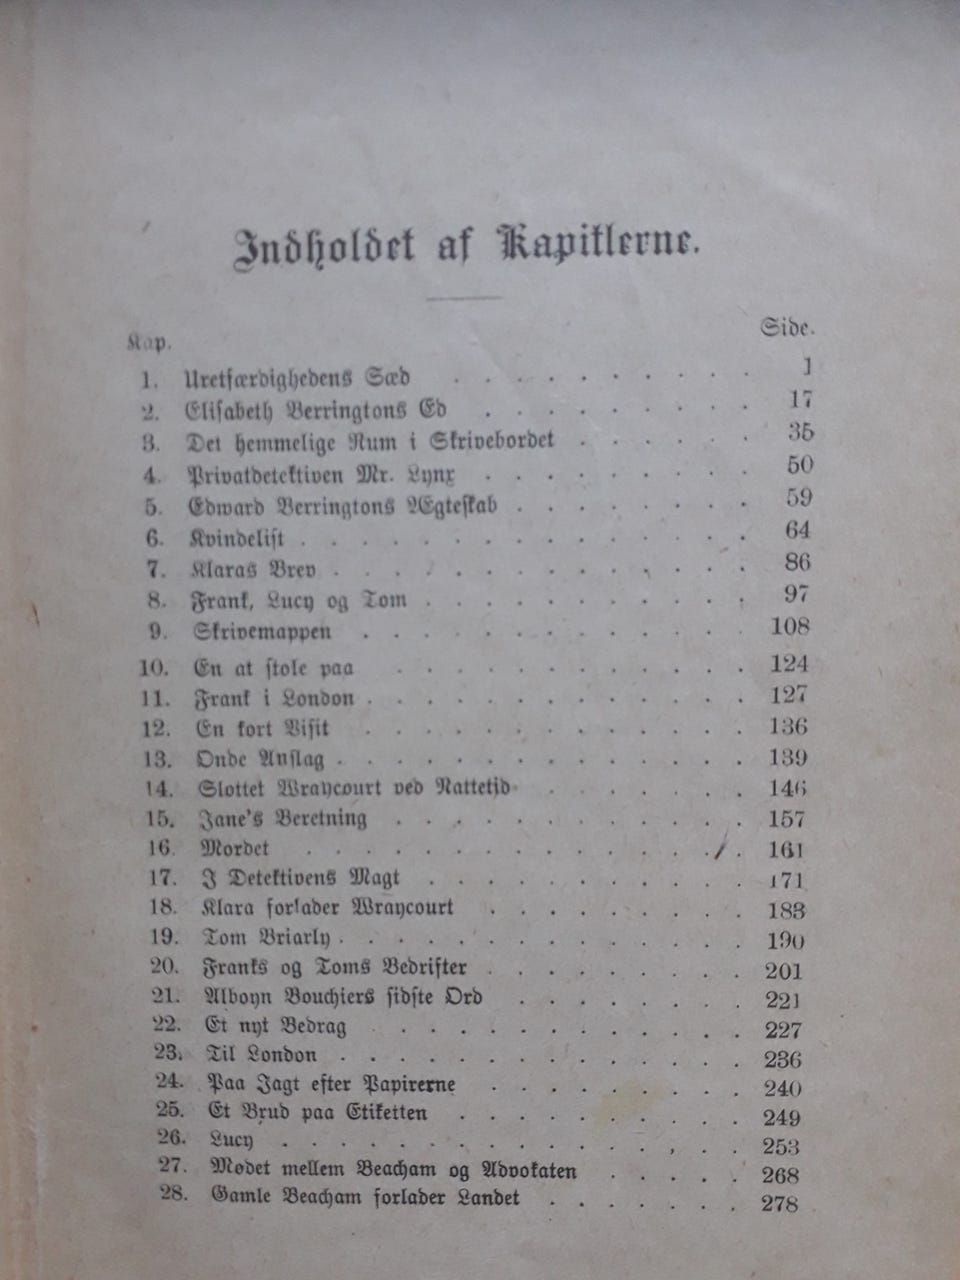 Indholdet af Kapitlerne.
Kap. Side.
1. Uretfærdighedens Sæd . . . . . . . . . . 1
2. Elisabeth Berringtons Ed . . . . . . . . . 17
3. Det hemmelige Rum i Skrivebordet . . . . . . 35
4. Privatdetektiven Mr. Lynx . . . . . . . . . 50
5. Edward Berringtons Ægteskab . . . . . . . . 59
6. Kvindelist . . . . . . . . . . . . . . . 64
7. Klaras Brev . . . . . . . . . . . . . . 86
8. Frank, Lucy og Tom . . . . . . . . . . . 97
9. Skrivemappen . . . . . . . . . . . . . 108
10. En at stole paa . . . . . . . . . . . . 124
11. Frank i London . . . . . . . . . . . . . 127
12. En kort Visit . . . . . . . . . . . . . 136
13. Onde Anslag . . . . . . . . . . . . . . 139
14. Slottet Wraycourt ved Nattetid . . . . . . . 146
15. Jane's Beretning . . . . . . . . . . . . 157
16. Mordet . . . . . . . . . . . . . . . 161
17. I Detektivens Magt . . . . . . . . . . . 171
18. Klara forlader Wraycourt . . . . . . . . . 183
19. Tom Briarly . . . . . . . . . . . . . . 190
20. Franks og Toms Bedrifter . . . . . . . . . 201
21. Alboyn Bouchiers sidste Ord . . . . . . . . 221
22. Et nyt Bedrag . . . . . . . . . . . . 227
23. Til London . . . . . . . . . . . . . . 236
24. Paa Jagt efter Papirerne . . . . . . . . . 240
25. Et Brud paa Etiketten . . . . . . . . . . 249
26. Lucy . . . . . . . . . . . . . . . . 253
27. Mødet mellem Beacham og Advokaten . . . . . 268
28. Gamle Beacham forlader Landet . . . . . . . 278